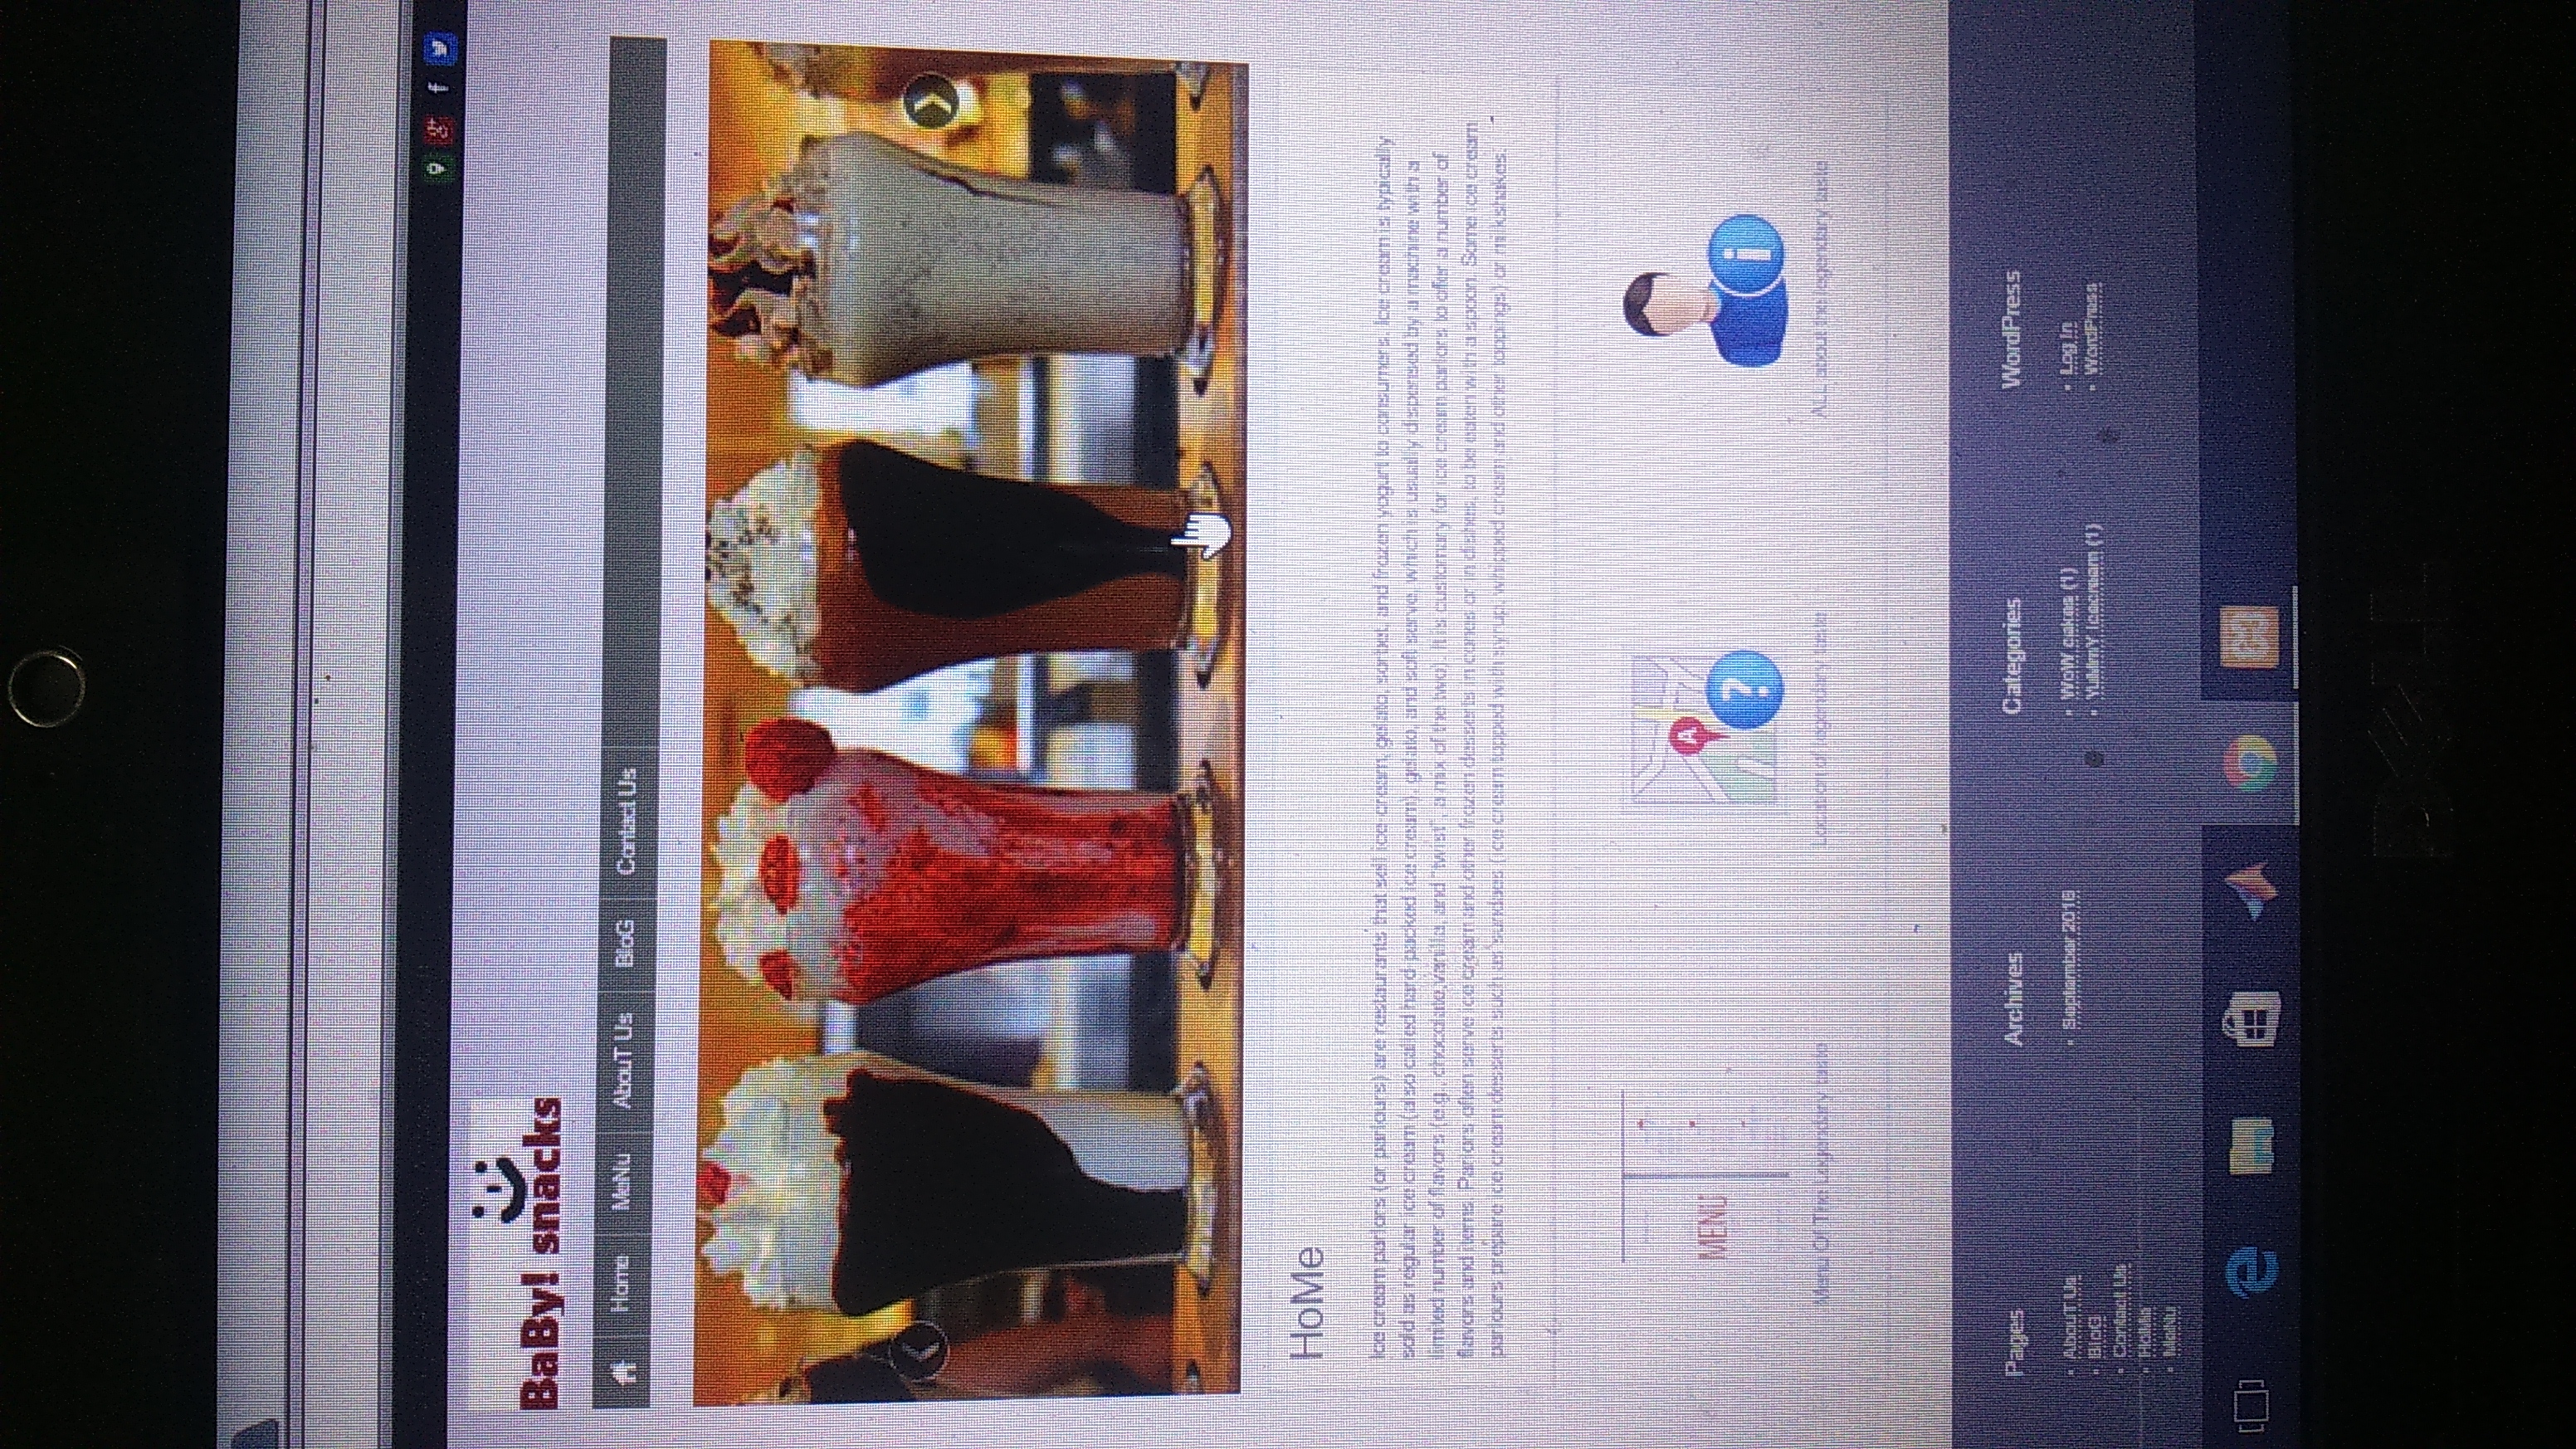 BaBy! snacks
Home MeNu AbouT Us BloG Contact Us
HoMe
Ice cream parlors (or parlours) are restaurants that sell ice-cream, gelato, sorbet, and frozen yogurt to consumers. Ice cream is typically
sold as regular ice cream (also called hard-packed ice cream), gelato, and soft serve, which is usually dispensed by a machine with a
limited number of flavors (e.g., chocolate,vanilla, and "twist", a mix of the two). It is customary for ice cream parlors to offer a number of
flavors and items. Parlors often serve ice cream and other frozen desserts in cones or in dishes, to be eaten with a spoon. Some ice cream
parlours prepare ice cream desserts such as sundaes (ice cream topped with syrup, whipped cream and other toppings) or milkshakes.
MENU
A
?
i
Menu Of The Legendary taste
Location of legendary taste
ALL about the legendary taste
Pages
AbouT Us
BloG
Contact Us
HoMe
MeNu
Archives
September 2016
Categories
WoW cakes (1)
YuMmY Icecream (1)
WordPress
Log in
WordPress
DELL